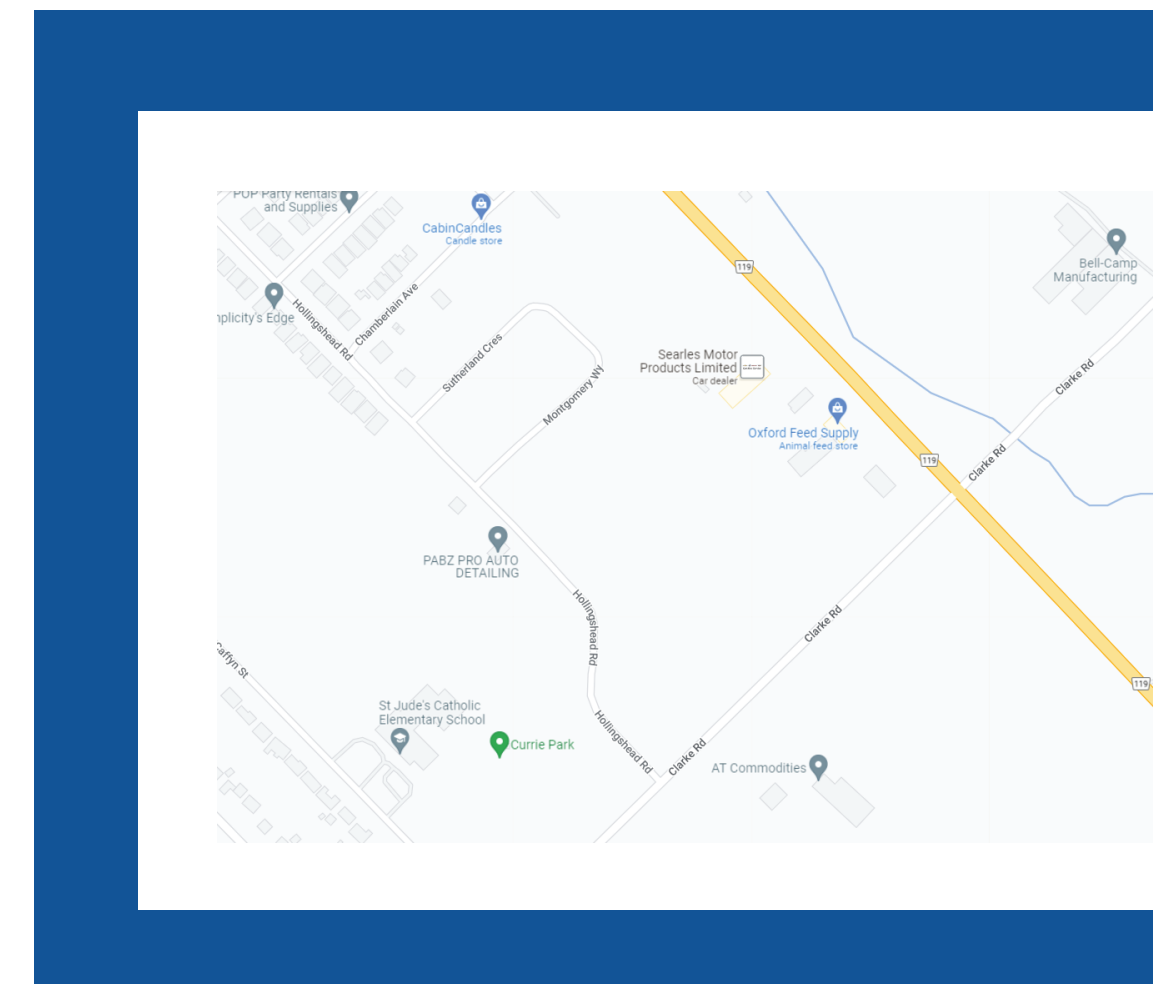 POP Party Rentals
and Supplies
CabinCandles
Candle store
119
Bell-Camp
Manufacturing
nplicity's Edge
Hollingshead Rd
Chamberlain Ave
Sutherland Cres
Montgomery Wy
Searles Motor
Products Limited
Car dealer
Clarke Rd
Oxford Feed Supply
Animal feed store
119
Clarke Rd
PABZ PRO AUTO
DETAILING
Hollingshead Rd
Clarke Rd
Caffyn St
119
St Jude's Catholic
Elementary School
Currie Park
Hollingshead Rd
Clarke Rd
AT Commodities